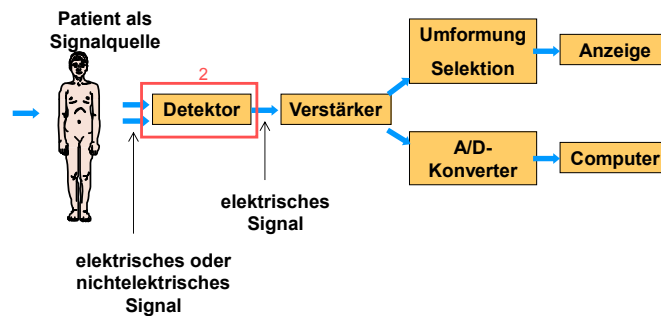 Patient als
Signalquelle
2
Detektor
Verstärker
Umformung
Selektion
Anzeige
A/D-
Konverter
Computer
elektrisches
Signal
elektrisches oder
nichtelektrisches
Signal